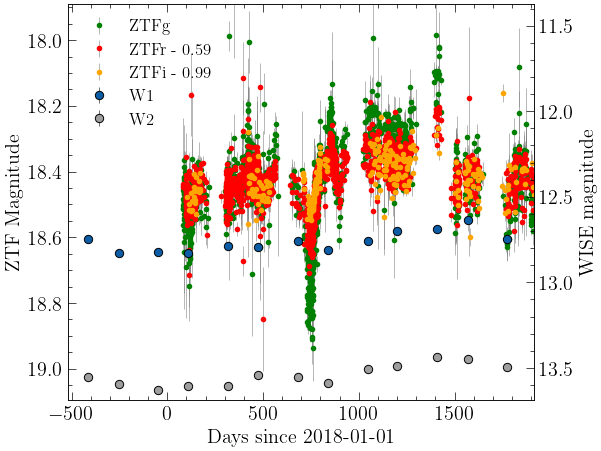 ZTFg
ZTFr - 0.59
ZTFi - 0.99
W1
W2
18.0
18.2
18.4
18.6
18.8
19.0
ZTF Magnitude
11.5
12.0
12.5
13.0
13.5
WISE magnitude
−500
0
500
1000
1500
Days since 2018-01-01